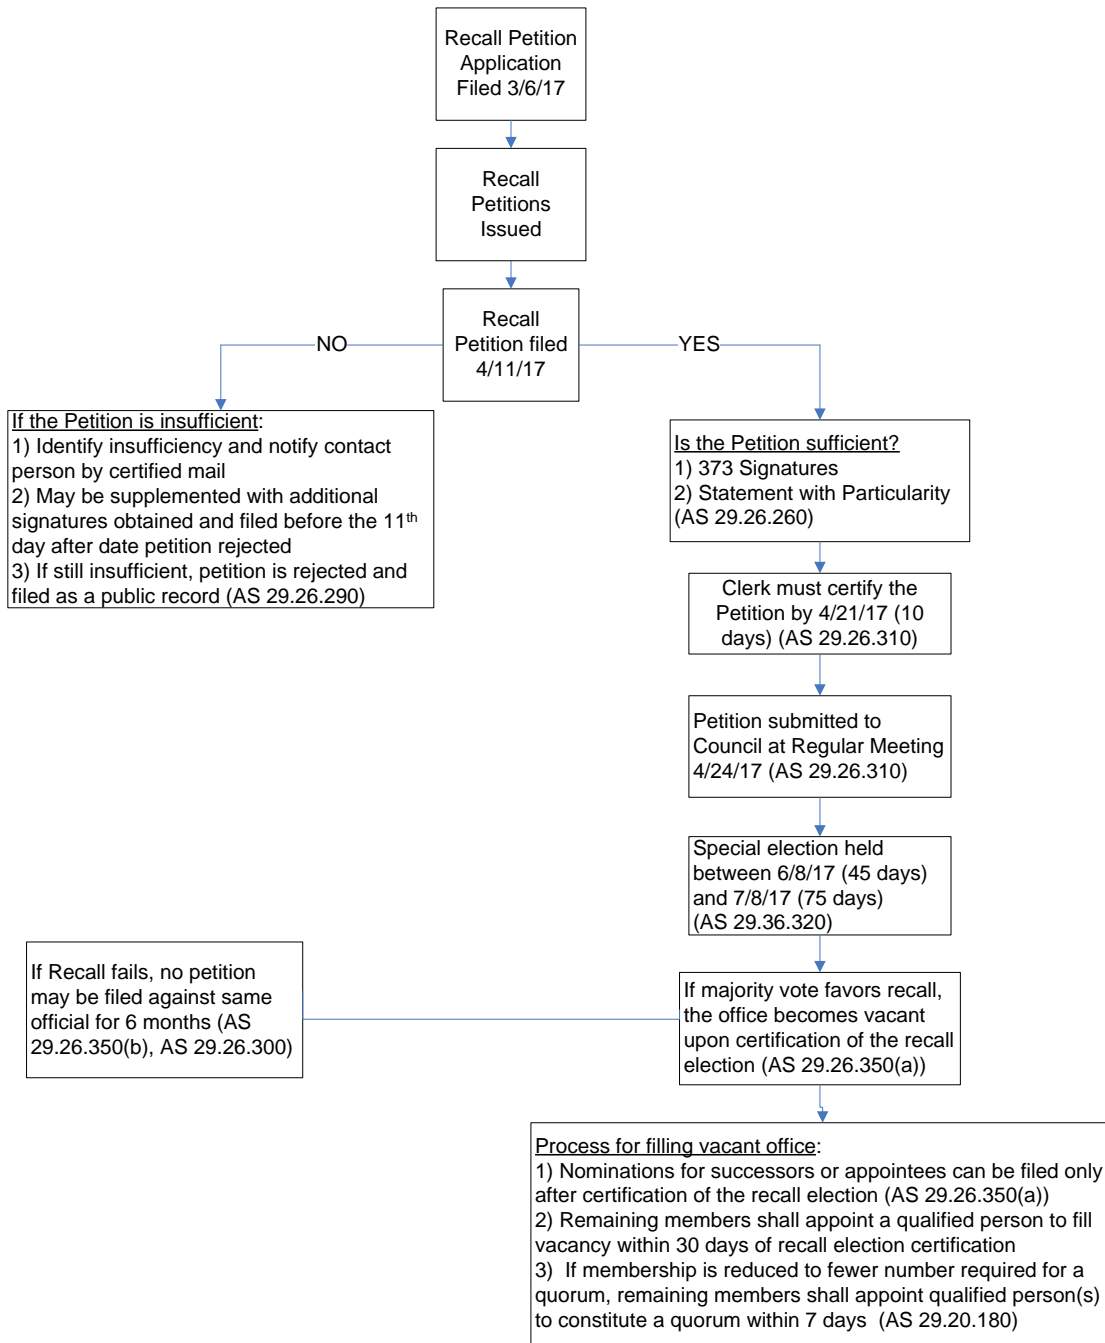 Recall Petition
Application
Filed 3/6/17
Recall
Petitions
Issued
Recall
Petition filed
4/11/17
NO
YES
If the Petition is insufficient:
1) Identify insufficiency and notify contact
person by certified mail
2) May be supplemented with additional
signatures obtained and filed before the 11th
day after date petition rejected
3) If still insufficient, petition is rejected and
filed as a public record (AS 29.26.290)
Is the Petition sufficient?
1) 373 Signatures
2) Statement with Particularity
(AS 29.26.260)
Clerk must certify the
Petition by 4/21/17 (10
days) (AS 29.26.310)
Petition submitted to
Council at Regular Meeting
4/24/17 (AS 29.26.310)
Special election held
between 6/8/17 (45 days)
and 7/8/17 (75 days)
(AS 29.36.320)
If Recall fails, no petition
may be filed against same
official for 6 months (AS
29.26.350(b), AS 29.26.300)
If majority vote favors recall,
the office becomes vacant
upon certification of the recall
election (AS 29.26.350(a))
Process for filling vacant office:
1) Nominations for successors or appointees can be filed only
after certification of the recall election (AS 29.26.350(a))
2) Remaining members shall appoint a qualified person to fill
vacancy within 30 days of recall election certification
3) If membership is reduced to fewer number required for a
quorum, remaining members shall appoint qualified person(s)
to constitute a quorum within 7 days (AS 29.20.180)